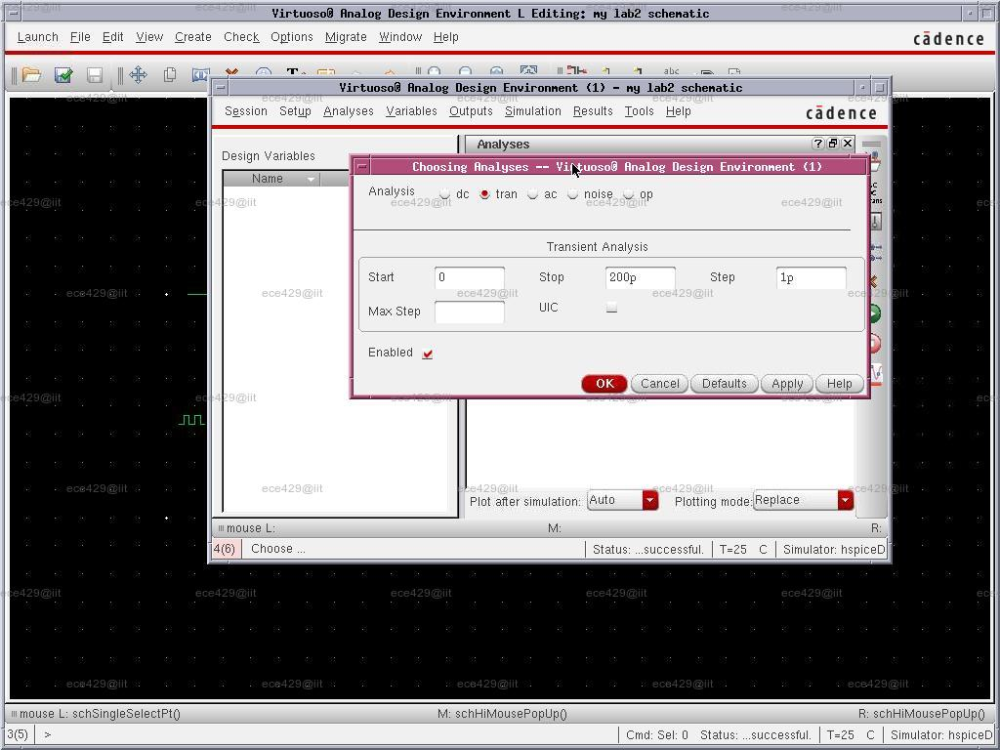 Virtuoso® Analog Design Environment L Editing: my lab2 schematic
Launch File Edit View Create Check Options Migrate Window Help
cādence
Virtuoso® Analog Design Environment (1) - my lab2 schematic
Session Setup Analyses Variables Outputs Simulation Results Tools Help
cādence
Design Variables
Name
Analyses
Choosing Analyses -- Virtuoso® Analog Design Environment (1)
Analysis dc tran ac noise op
Transient Analysis
Start 0 Stop 200p Step 1p
Max Step UIC
Enabled
OK Cancel Defaults Apply Help
Plot after simulation: Auto Plotting mode: Replace
mouse L: M: R:
4(6) Choose ... Status: ...successful. T=25 C Simulator: hspiceD
ece429@iit
mouse L: schSingleSelectPt() M: schHiMousePopUp() R: schHiMousePopUp()
3(5) > Cmd: Sel: 0 Status: ...successful. T=25 C Simulator: hspiceD